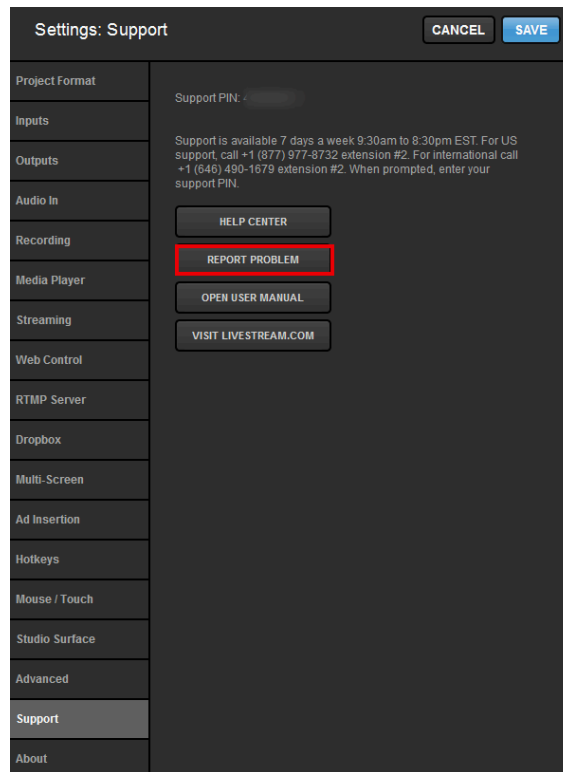 Settings: Support
CANCEL
SAVE
Project Format
Inputs
Outputs
Audio In
Recording
Media Player
Streaming
Web Control
RTMP Server
Dropbox
Multi-Screen
Ad Insertion
Hotkeys
Mouse / Touch
Studio Surface
Advanced
Support
About
Support PIN:
Support is available 7 days a week 9:30am to 8:30pm EST. For US
support, call +1 (877) 977-8732 extension #2. For international call
+1 (646) 490-1679 extension #2. When prompted, enter your
support PIN.
HELP CENTER
REPORT PROBLEM
OPEN USER MANUAL
VISIT LIVESTREAM.COM